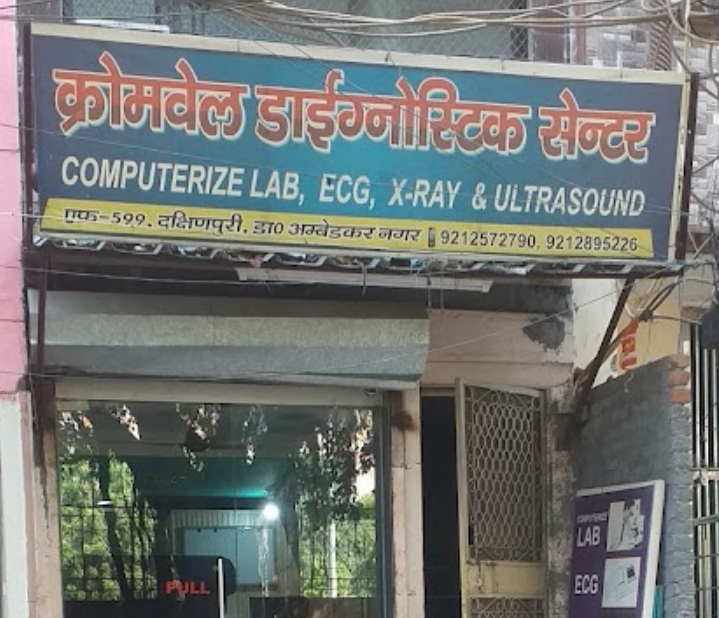 क्रोमवेल डाईग्नोस्टिक सेन्टर
COMPUTERIZE LAB, ECG, X-RAY & ULTRASOUND
एफ-599, दक्षिणपुरी, डा0 अम्बेडकर नगर 9212572790, 9212895226
PULL
COMPUTERIZE
LAB
ECG